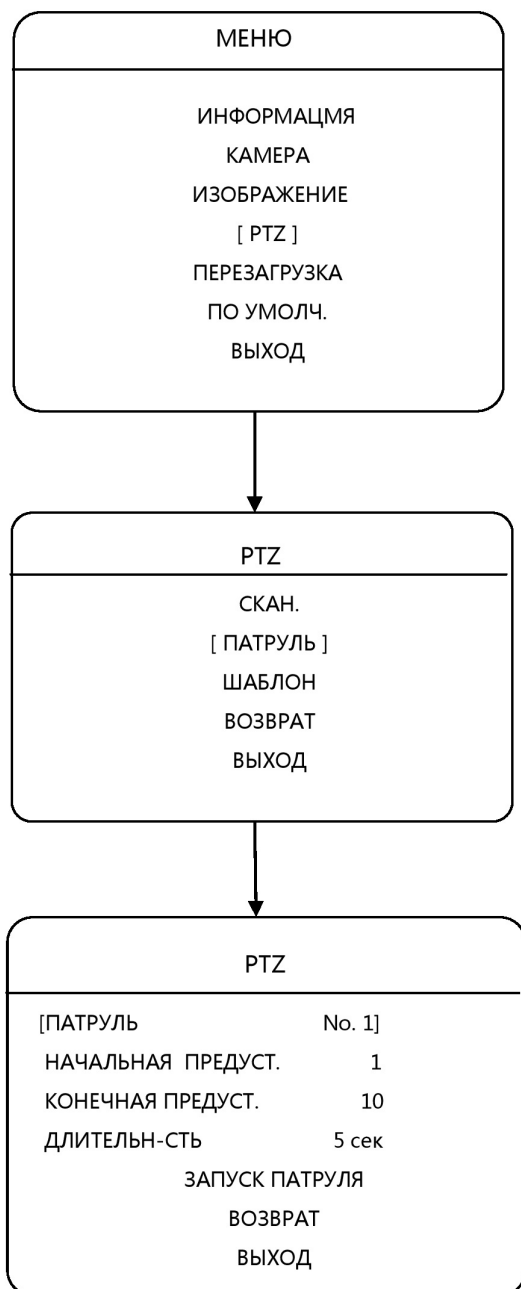 МЕНЮ
ИНФОРМАЦМЯ
КАМЕРА
ИЗОБРАЖЕНИЕ
[ PTZ ]
ПЕРЕЗАГРУЗКА
ПО УМОЛЧ.
ВЫХОД
PTZ
СКАН.
[ ПАТРУЛЬ ]
ШАБЛОН
ВОЗВРАТ
ВЫХОД
PTZ
[ПАТРУЛЬ No. 1]
НАЧАЛЬНАЯ ПРЕДУСТ. 1
КОНЕЧНАЯ ПРЕДУСТ. 10
ДЛИТЕЛЬН-СТЬ 5 сек
ЗАПУСК ПАТРУЛЯ
ВОЗВРАТ
ВЫХОД